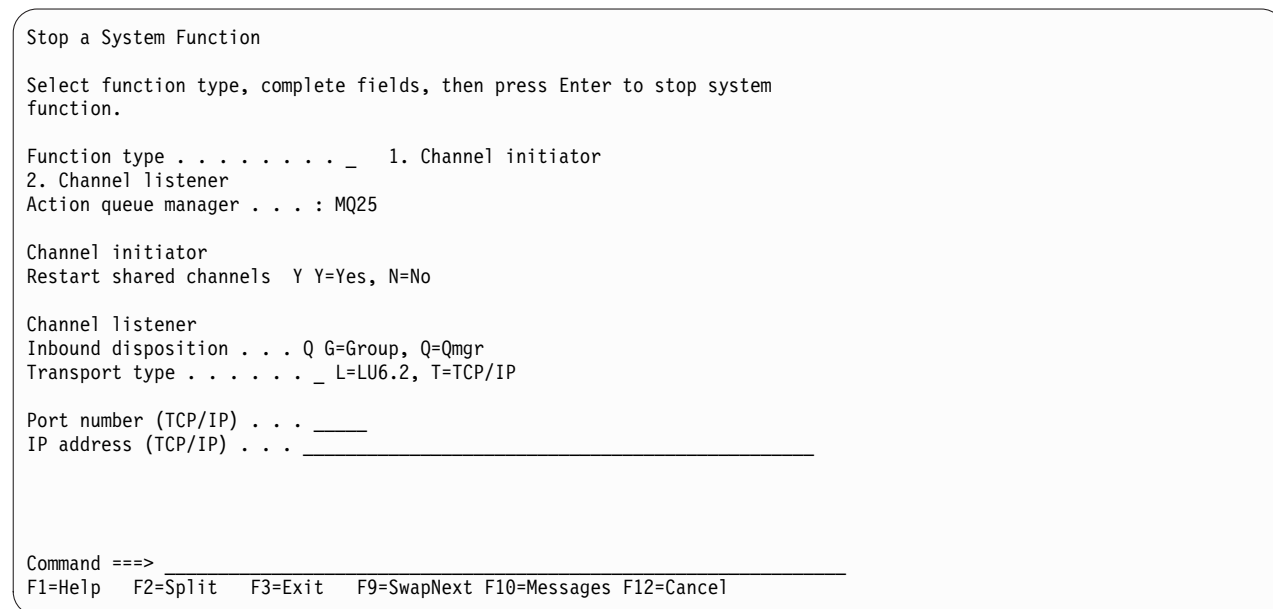 Stop a System Function
Select function type, complete fields, then press Enter to stop system
function.
Function type . . . . . . . . _ 1. Channel initiator
2. Channel listener
Action queue manager . . . : MQ25
Channel initiator
Restart shared channels Y Y=Yes, N=No
Channel listener
Inbound disposition . . . Q G=Group, Q=Qmgr
Transport type . . . . . . _ L=LU6.2, T=TCP/IP
Port number (TCP/IP) . . . _____
IP address (TCP/IP) . . . ________________________________________________
Command ===> ________________________________________________________________
F1=Help F2=Split F3=Exit F9=SwapNext F10=Messages F12=Cancel